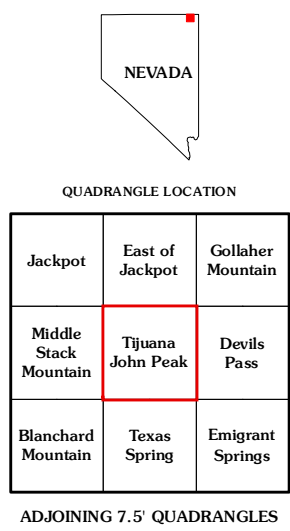 NEVADA
QUADRANGLE LOCATION
Jackpot
East of
Jackpot
Gollaher
Mountain
Middle
Stack
Mountain
Tijuana
John Peak
Devils
Pass
Blanchard
Mountain
Texas
Spring
Emigrant
Springs
ADJOINING 7.5' QUADRANGLES